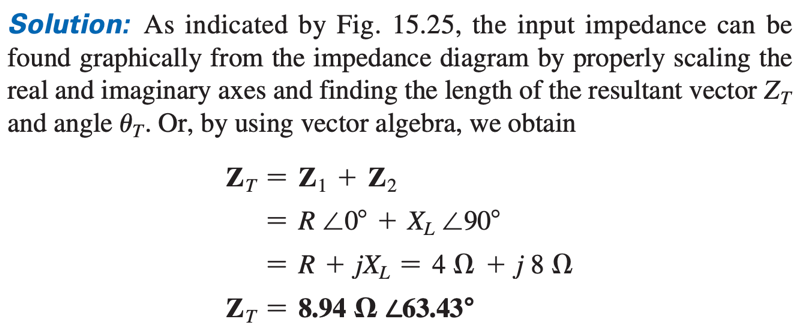 Solution: As indicated by Fig. 15.25, the input impedance can be
found graphically from the impedance diagram by properly scaling the
real and imaginary axes and finding the length of the resultant vector Z_T
and angle θ_T. Or, by using vector algebra, we obtain
Z_T = Z_1 + Z_2
= R ∠0° + X_L ∠90°
= R + jX_L = 4 Ω + j 8 Ω
Z_T = 8.94 Ω ∠63.43°